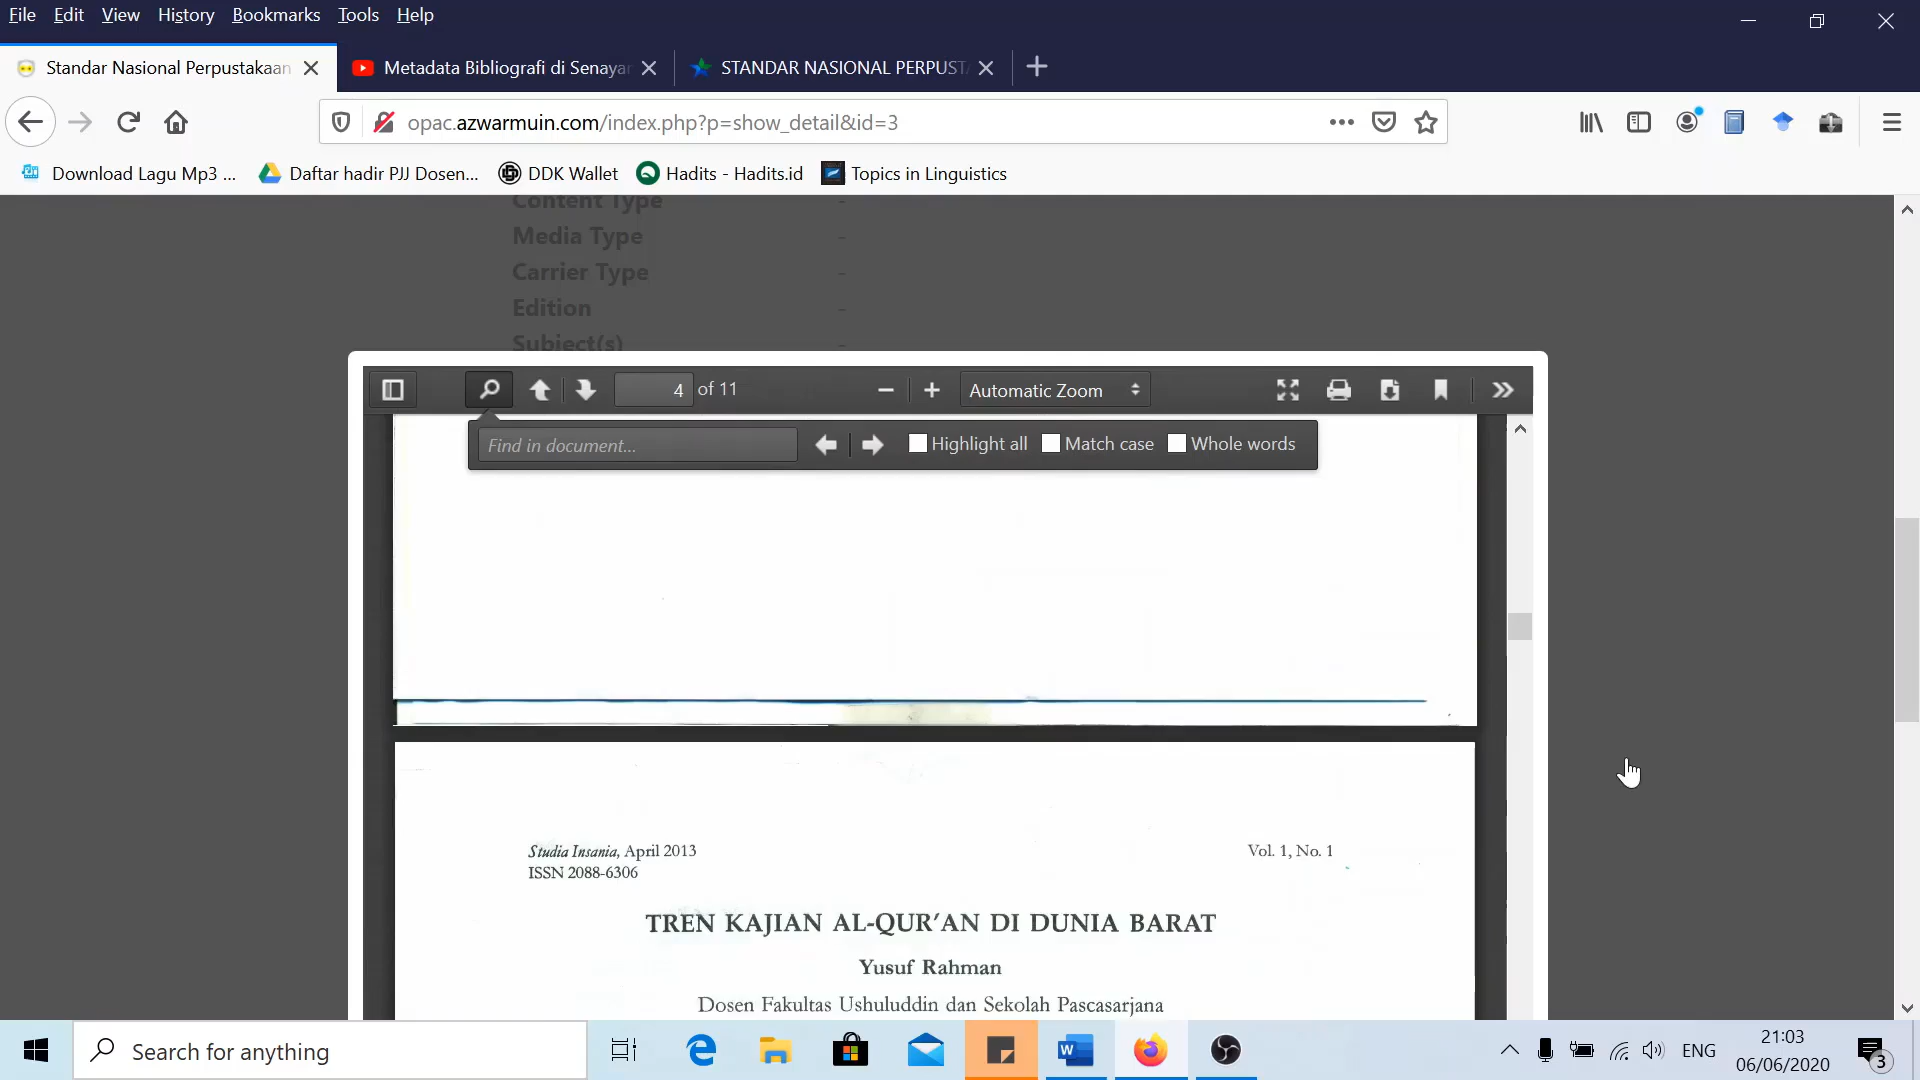 File Edit View History Bookmarks Tools Help
Standar Nasional Perpustakaan
Metadata Bibliografi di Senayan
STANDAR NASIONAL PERPUST
opac.azwarmuin.com/index.php?p=show_detail&id=3
Download Lagu Mp3 ...
Daftar hadir PJJ Dosen...
DDK Wallet
Hadits - Hadits.id
Topics in Linguistics
Content Type -
Media Type -
Carrier Type -
Edition -
Subject(s) -
4 of 11
Automatic Zoom
Find in document...
Highlight all
Match case
Whole words
Studia Insania, April 2013 Vol. 1, No. 1
ISSN 2088-6306
TREN KAJIAN AL-QUR'AN DI DUNIA BARAT
Yusuf Rahman
Dosen Fakultas Ushuluddin dan Sekolah Pascasarjana
Search for anything
ENG
21:03
06/06/2020
3